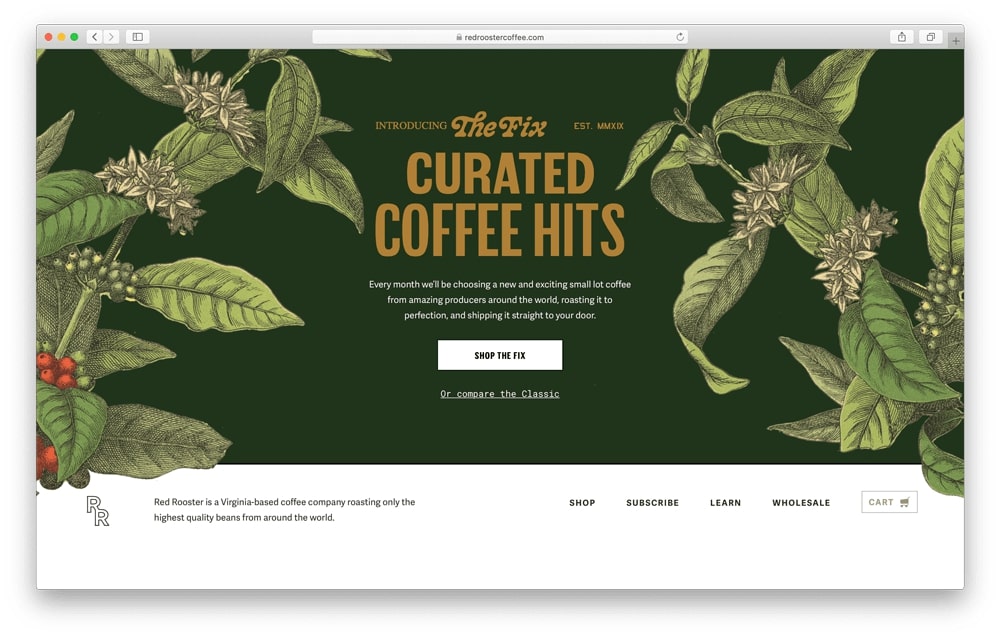 redroostercoffee.com
INTRODUCING The Fix EST. MMXIX
CURATED
COFFEE HITS
Every month we'll be choosing a new and exciting small lot coffee
from amazing producers around the world, roasting it to
perfection, and shipping it straight to your door.
SHOP THE FIX
Or compare the Classic
RR
Red Rooster is a Virginia-based coffee company roasting only the
highest quality beans from around the world.
SHOP SUBSCRIBE LEARN WHOLESALE CART